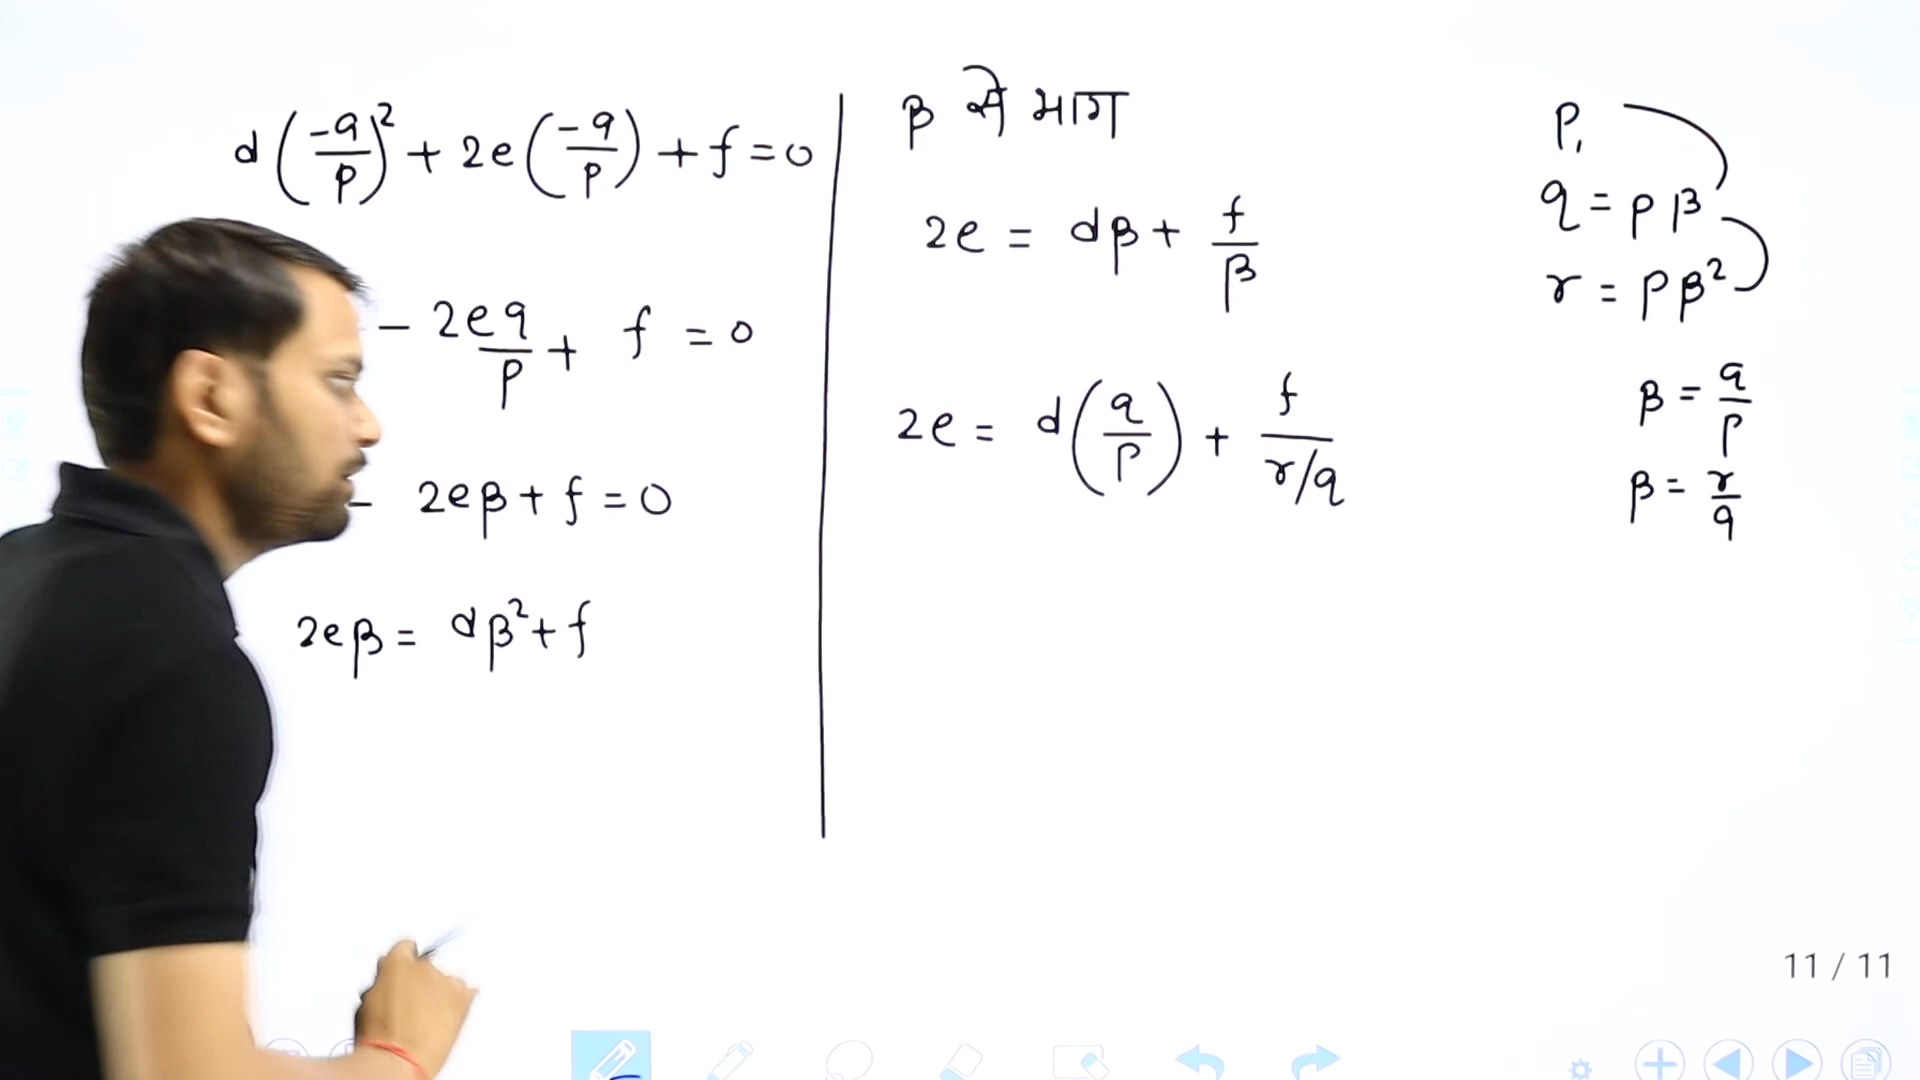 d(-q/p)² + 2e(-q/p) + f = 0
- 2eq/p + f = 0
- 2eβ + f = 0
2eβ = dβ² + f
β से भाग
2e = dβ + f/β
2e = d(q/p) + f/(r/q)
p,
q = pβ
r = pβ²
β = q/p
β = r/q
11 / 11